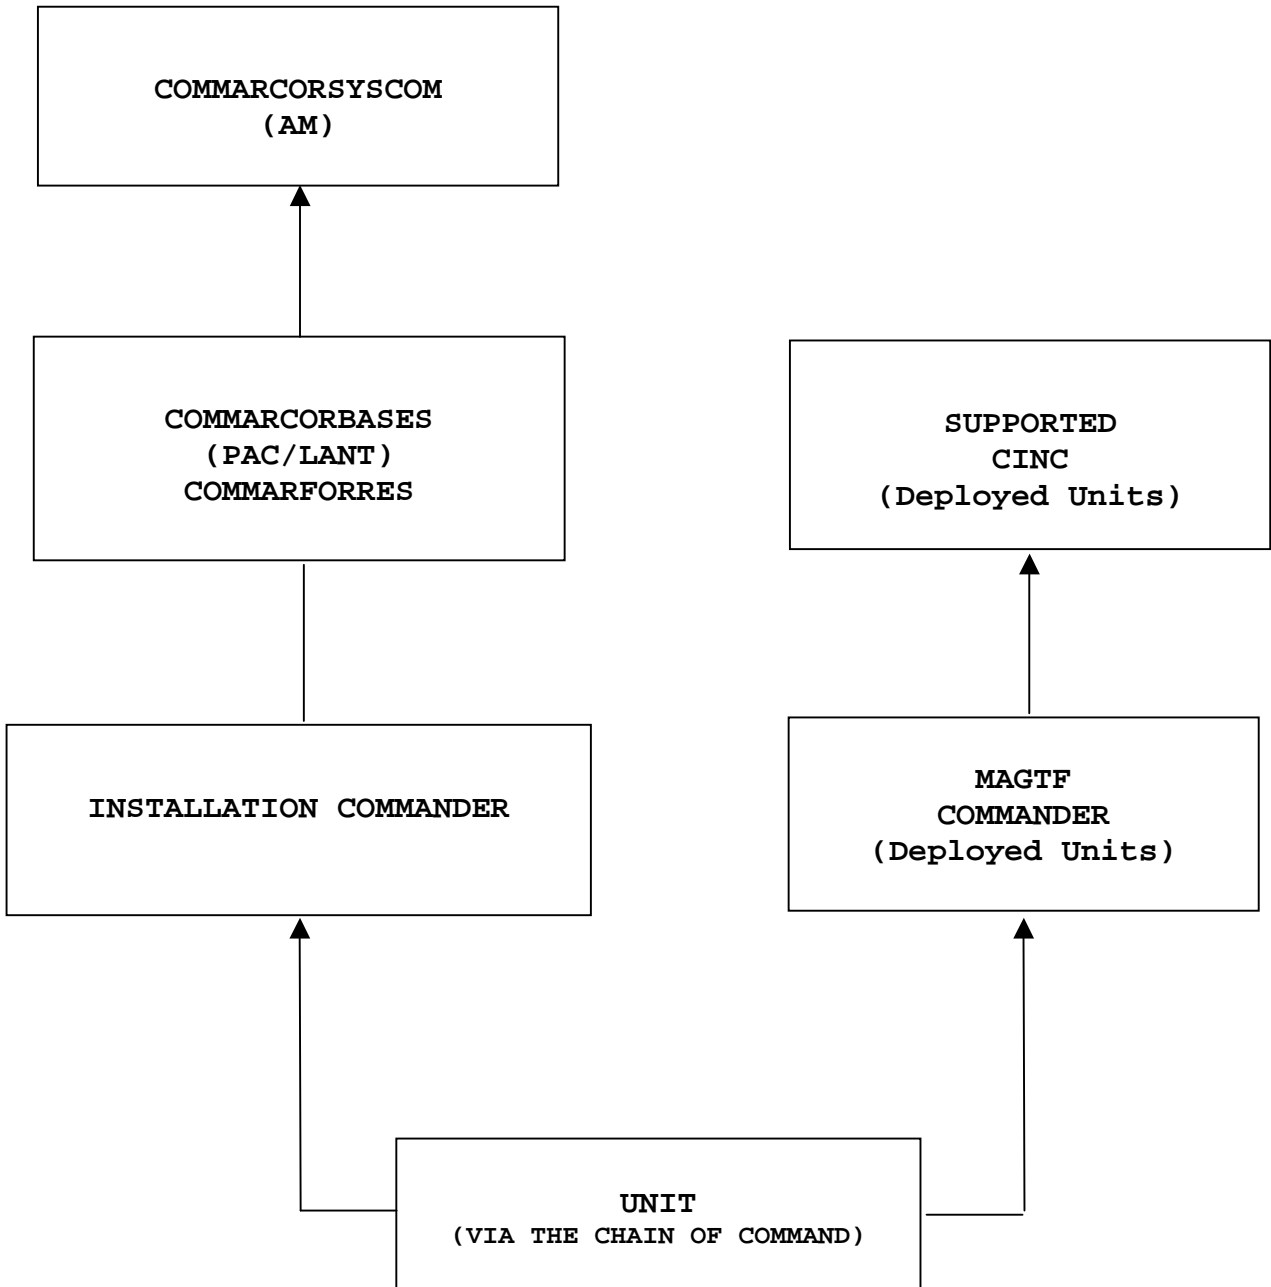 COMMARCORSYSCOM
(AM)
COMMARCORBASES
(PAC/LANT)
COMMARFORRES
SUPPORTED
CINC
(Deployed Units)
INSTALLATION COMMANDER
MAGTF
COMMANDER
(Deployed Units)
UNIT
(VIA THE CHAIN OF COMMAND)